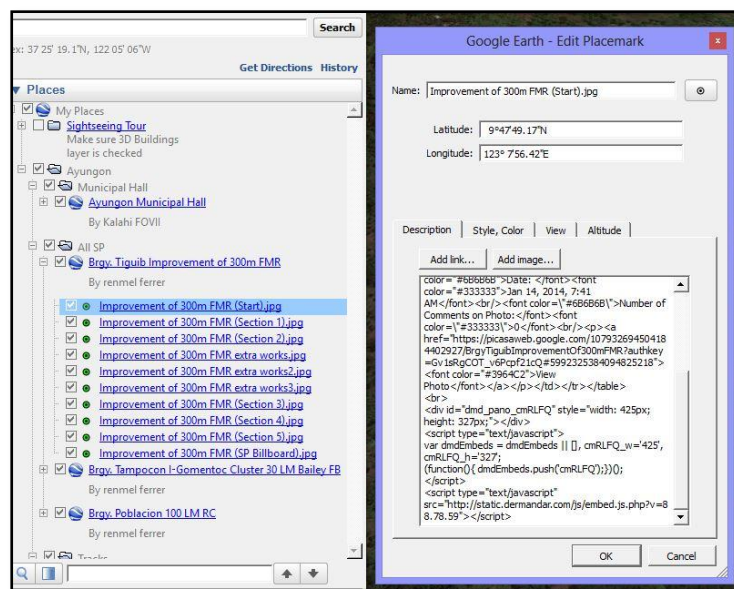 Search
ex: 37 25' 19.1"N, 122 05' 06"W
Get Directions History
Places
My Places
Sightseeing Tour
Make sure 3D Buildings
layer is checked
Ayungon
Municipal Hall
Ayungon Municipal Hall
By Kalahi FOVII
All SP
Brgy. Tiguib Improvement of 300m FMR
By renmel ferrer
Improvement of 300m FMR (Start).jpg
Improvement of 300m FMR (Section 1).jpg
Improvement of 300m FMR (Section 2).jpg
Improvement of 300m FMR extra works.jpg
Improvement of 300m FMR extra works2.jpg
Improvement of 300m FMR extra works3.jpg
Improvement of 300m FMR (Section 3).jpg
Improvement of 300m FMR (Section 4).jpg
Improvement of 300m FMR (Section 5).jpg
Improvement of 300m FMR (SP Billboard).jpg
Brgy. Tampocon I-Gomentoc Cluster 30 LM Bailey FB
By renmel ferrer
Brgy. Poblacion 100 LM RC
By renmel ferrer
Tracks
Google Earth - Edit Placemark
x
Name: Improvement of 300m FMR (Start).jpg
Latitude: 9°47'49.17"N
Longitude: 123° 7'56.42"E
Description Style, Color View Altitude
Add link... Add image...
color="#6B6B6B">Date: </font><font
color="#333333">Jan 14, 2014, 7:41
AM</font><br/><font color=\"#6B6B6B\">Number of
Comments on Photo:</font><font
color=\"#333333\">0</font><br/><p><a
href="https://picasaweb.google.com/10793269450418
4402927/BrgyTiguibImprovementOf300mFMR?authkey
=Gv1sRgCOT_v6Pcpf21cQ#5992325384094825218">
<font color="#3964C2">View
Photo</font></a></p></td></tr></table>
<br>
<div id="dmd_pano_cmRLFQ" style="width: 425px;
height: 327px;"></div>
<script type="text/javascript">
var dmdEmbeds = dmdEmbeds || [], cmRLFQ_w='425',
cmRLFQ_h='327';
(function(){ dmdEmbeds.push('cmRLFQ');})();
</script>
<script type="text/javascript"
src="http://static.dermandar.com/js/embed.js.php?v=8
8.78.59"></script>
OK Cancel